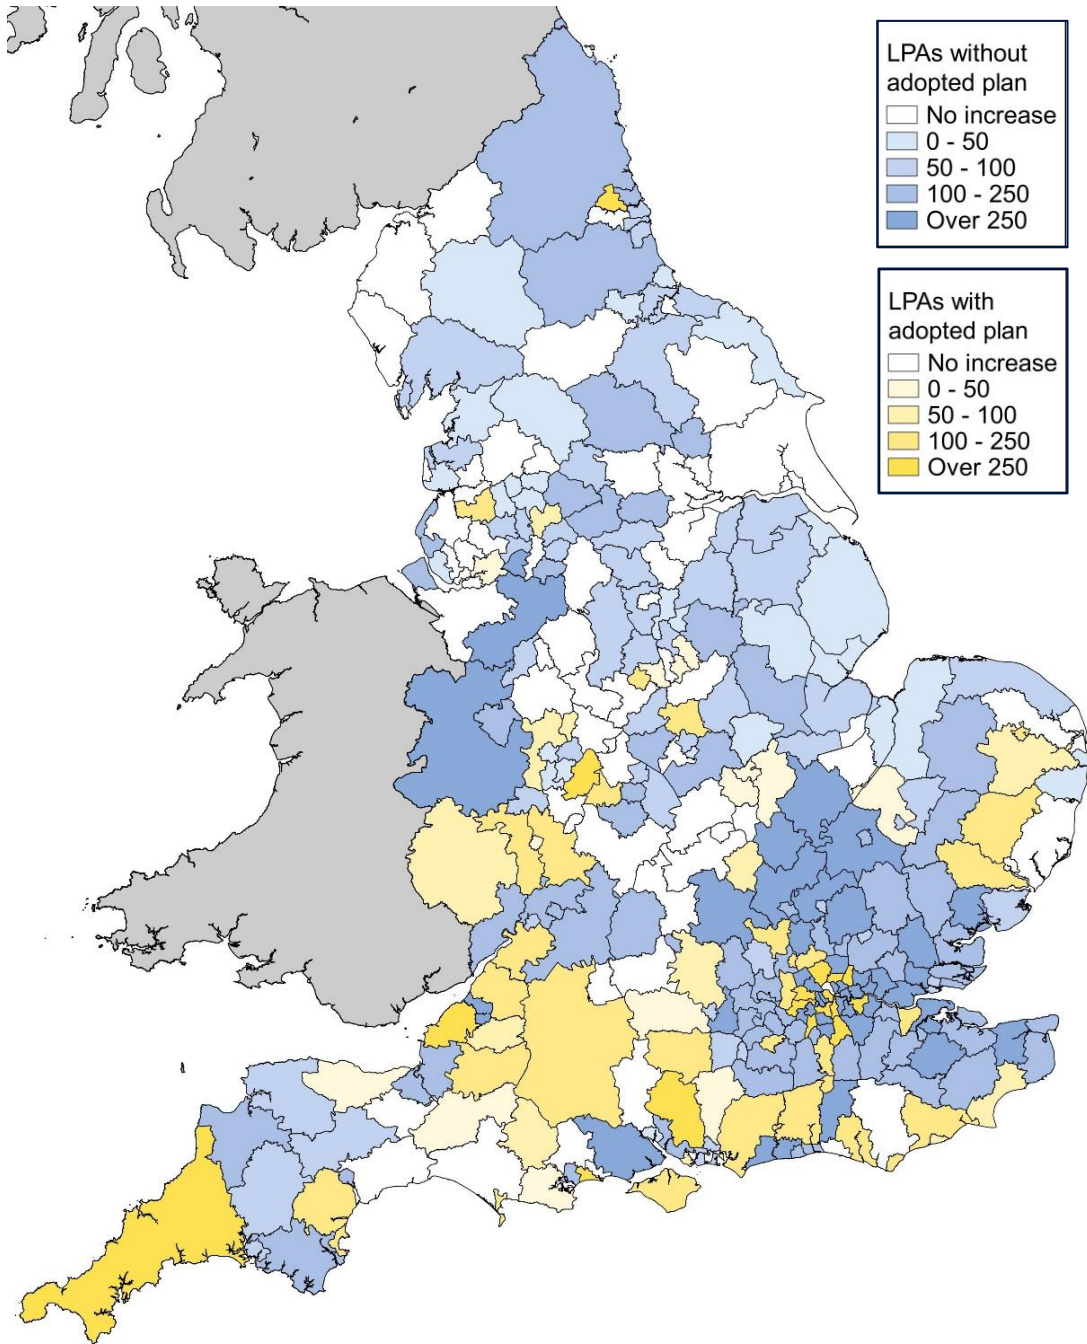 LPAs without
adopted plan
No increase
0 - 50
50 - 100
100 - 250
Over 250
LPAs with
adopted plan
No increase
0 - 50
50 - 100
100 - 250
Over 250